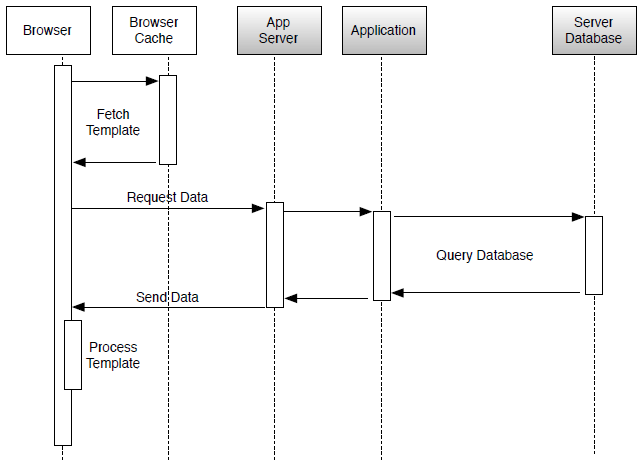 Browser
Browser
Cache
App
Server
Application
Server
Database
Fetch
Template
Request Data
Query Database
Send Data
Process
Template